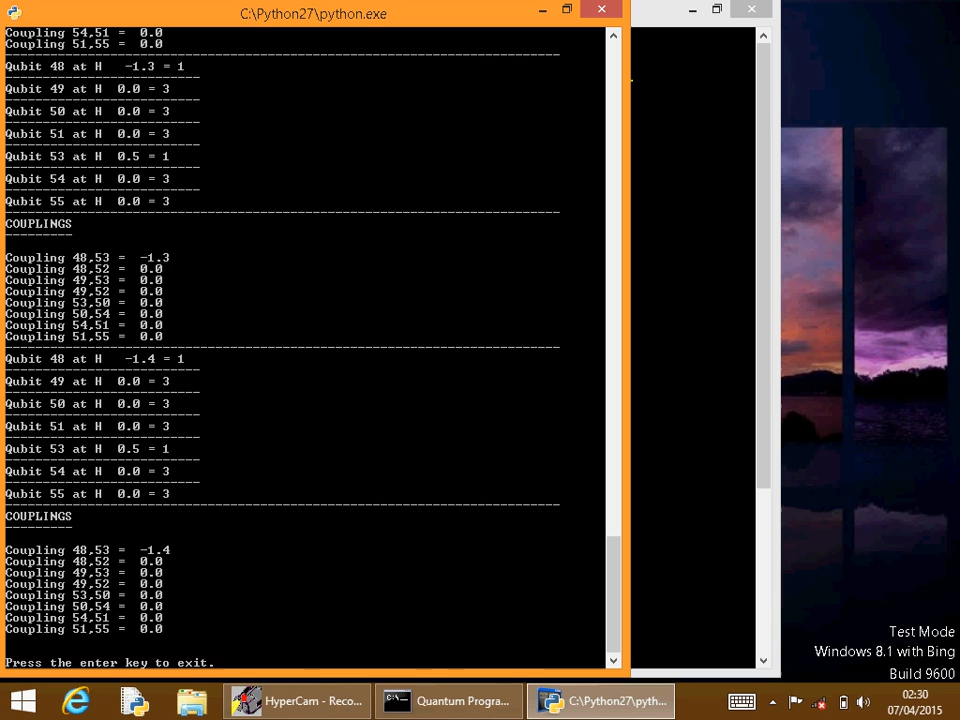 C:\Python27\python.exe
Coupling 54,51 =  0.0
Coupling 51,55 =  0.0
Qubit 48 at H   -1.3 = 1
Qubit 49 at H  0.0 = 3
Qubit 50 at H  0.0 = 3
Qubit 51 at H  0.0 = 3
Qubit 53 at H  0.5 = 1
Qubit 54 at H  0.0 = 3
Qubit 55 at H  0.0 = 3
COUPLINGS
Coupling 48,53 =  -1.3
Coupling 48,52 =  0.0
Coupling 49,53 =  0.0
Coupling 49,52 =  0.0
Coupling 53,50 =  0.0
Coupling 50,54 =  0.0
Coupling 54,51 =  0.0
Coupling 51,55 =  0.0
Qubit 48 at H   -1.4 = 1
Qubit 49 at H  0.0 = 3
Qubit 50 at H  0.0 = 3
Qubit 51 at H  0.0 = 3
Qubit 53 at H  0.5 = 1
Qubit 54 at H  0.0 = 3
Qubit 55 at H  0.0 = 3
COUPLINGS
Coupling 48,53 =  -1.4
Coupling 48,52 =  0.0
Coupling 49,53 =  0.0
Coupling 49,52 =  0.0
Coupling 53,50 =  0.0
Coupling 50,54 =  0.0
Coupling 54,51 =  0.0
Coupling 51,55 =  0.0
Press the enter key to exit.
Test Mode
Windows 8.1 with Bing
Build 9600
HyperCam - Reco...
Quantum Progra...
C:\Python27\pyth...
02:30
07/04/2015